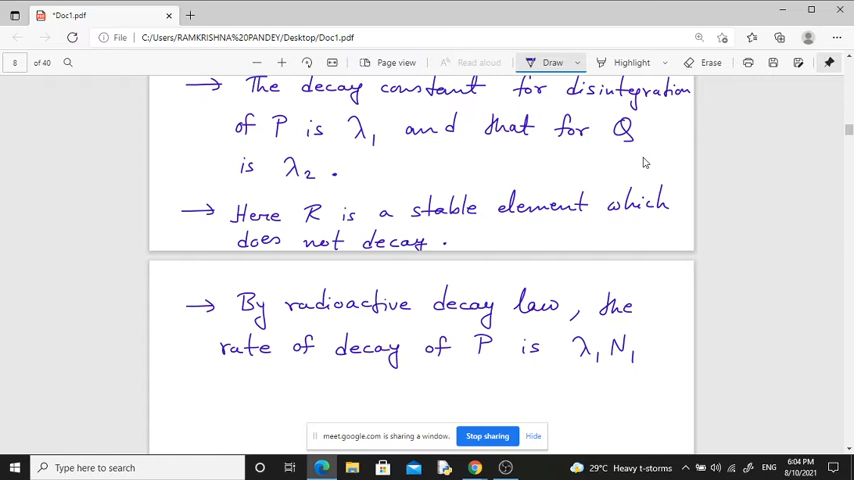 *Doc1.pdf
File
C:/Users/RAMKRISHNA%20PANDEY/Desktop/Doc1.pdf
8 of 40
Page view
Read aloud
Draw
Highlight
Erase
→ The decay constant for disintegration
of P is λ₁ and that for Q
is λ₂ .
→ Here R is a stable element which
does not decay .
→ By radioactive decay law, the
rate of decay of P is λ₁N₁
meet.google.com is sharing a window.
Stop sharing
Hide
Type here to search
29°C Heavy t-storms
ENG
6:04 PM
8/10/2021